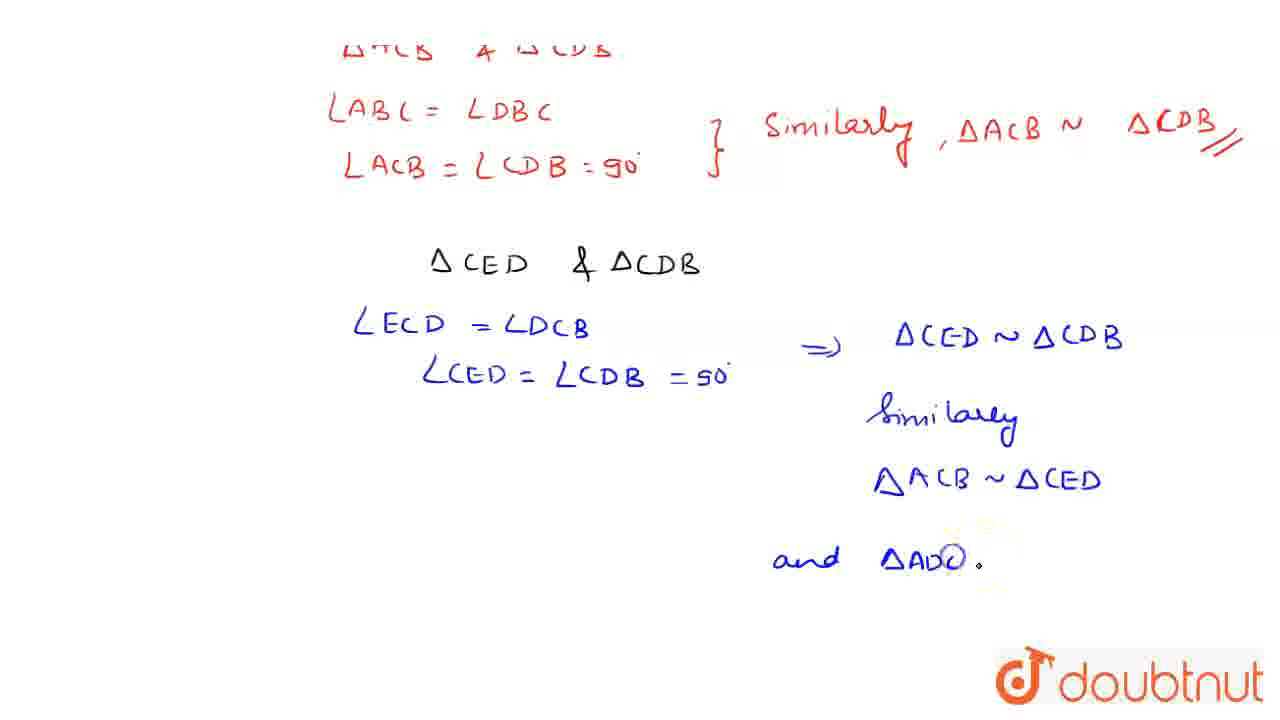 ∠ABC = ∠DBC
∠ACB = ∠CDB = 90° } Similarly, ΔACB ~ ΔCDB
ΔCED & ΔCDB
∠ECD = ∠DCB
∠CED = ∠CDB = 90° ⇒ ΔCED ~ ΔCDB
Similarly
ΔACB ~ ΔCED
and ΔADC
doubtnut